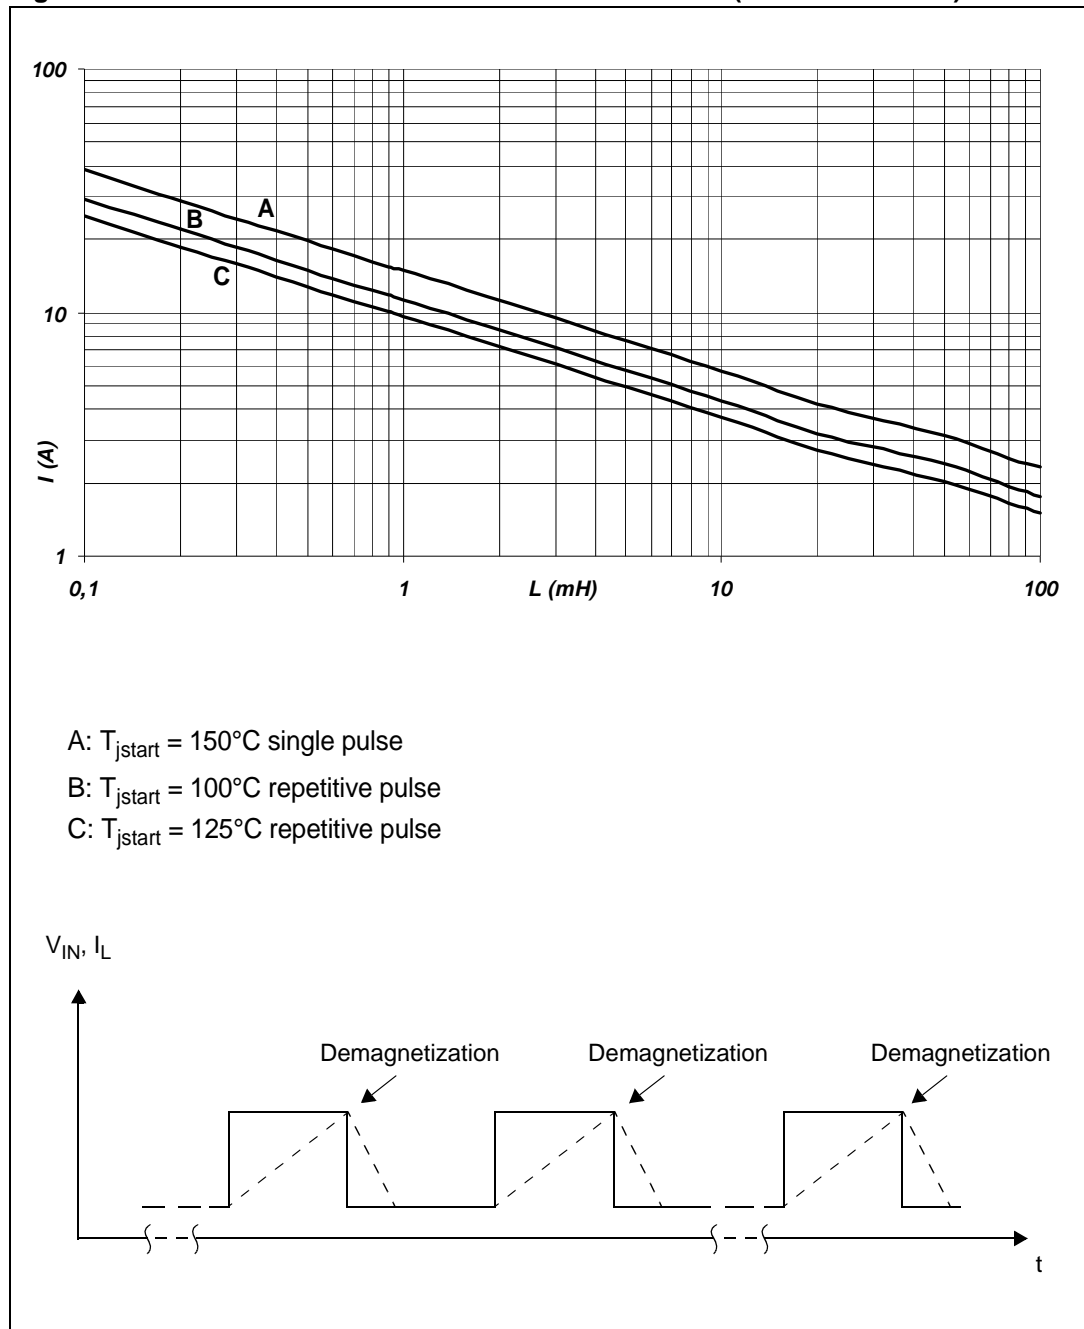 100
A
B
C
10
I (A)
1
0,1 1 L (mH) 10 100
A: Tjstart = 150°C single pulse
B: Tjstart = 100°C repetitive pulse
C: Tjstart = 125°C repetitive pulse
VIN, IL
Demagnetization Demagnetization Demagnetization
t